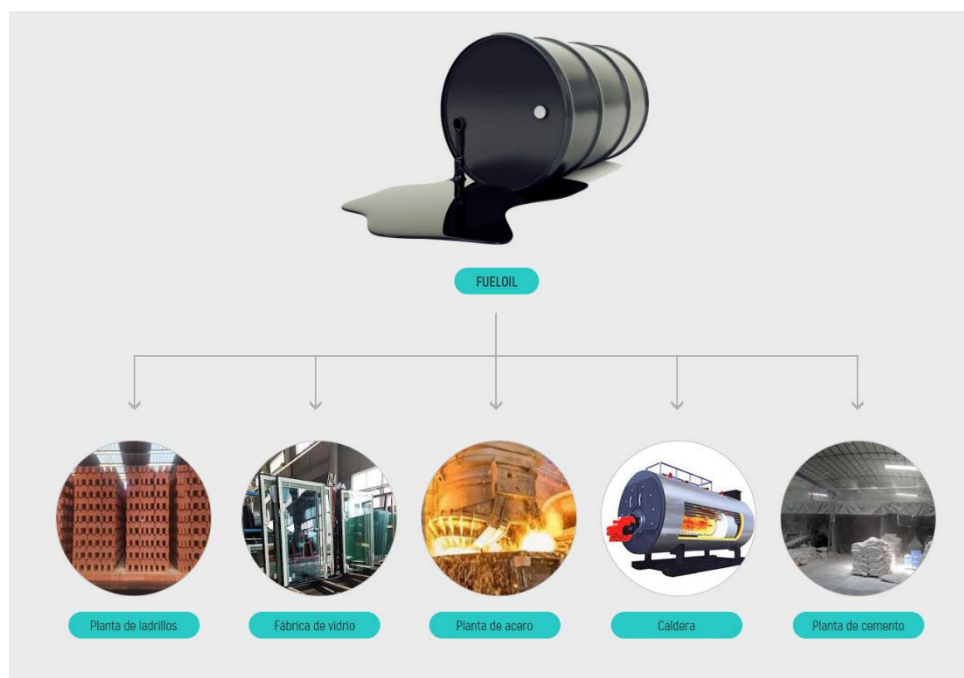 FUELOIL
Planta de ladrillos
Fábrica de vidrio
Planta de acero
Caldera
Planta de cemento